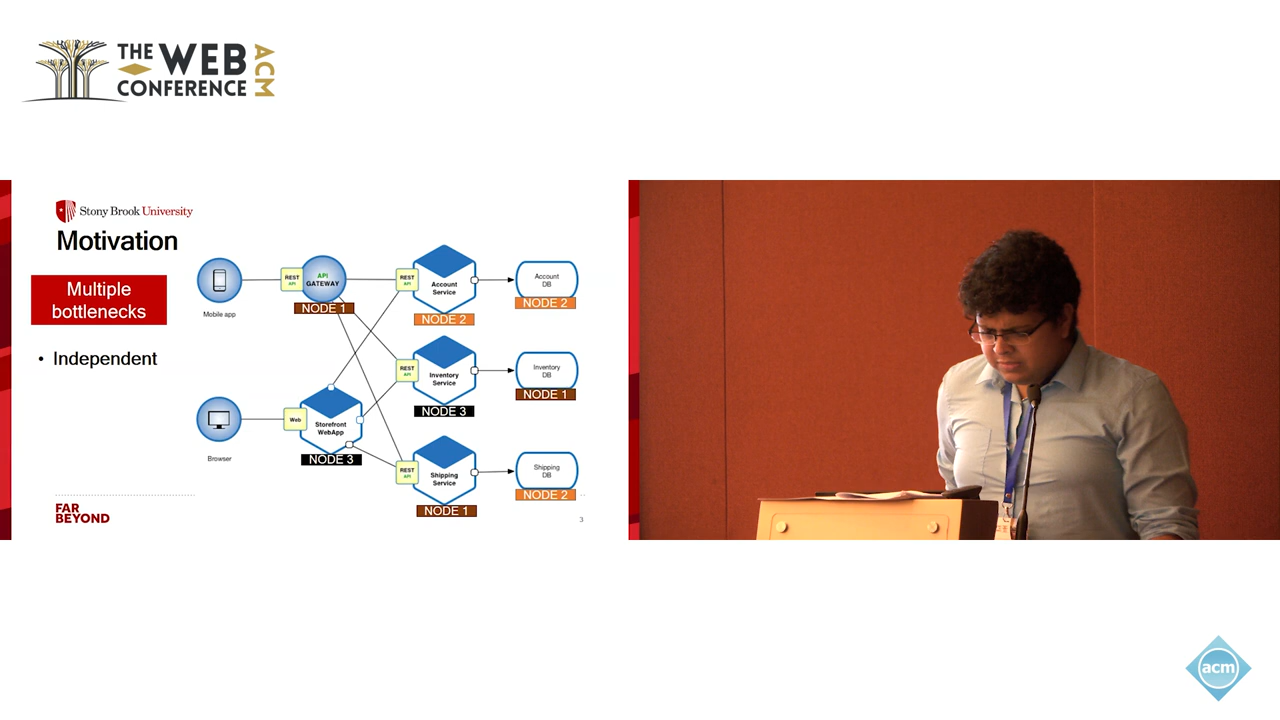 THE WEB
CONFERENCE
ACM
Stony Brook University
Motivation
Multiple
bottlenecks
• Independent
Mobile app
REST
API
API
GATEWAY
NODE 1
REST
API
Account
Service
NODE 2
Account
DB
NODE 2
REST
API
Inventory
Service
NODE 3
Inventory
DB
NODE 1
Browser
Web
Storefront
WebApp
NODE 3
REST
API
Shipping
Service
NODE 1
Shipping
DB
NODE 2
FAR
BEYOND
3
acm